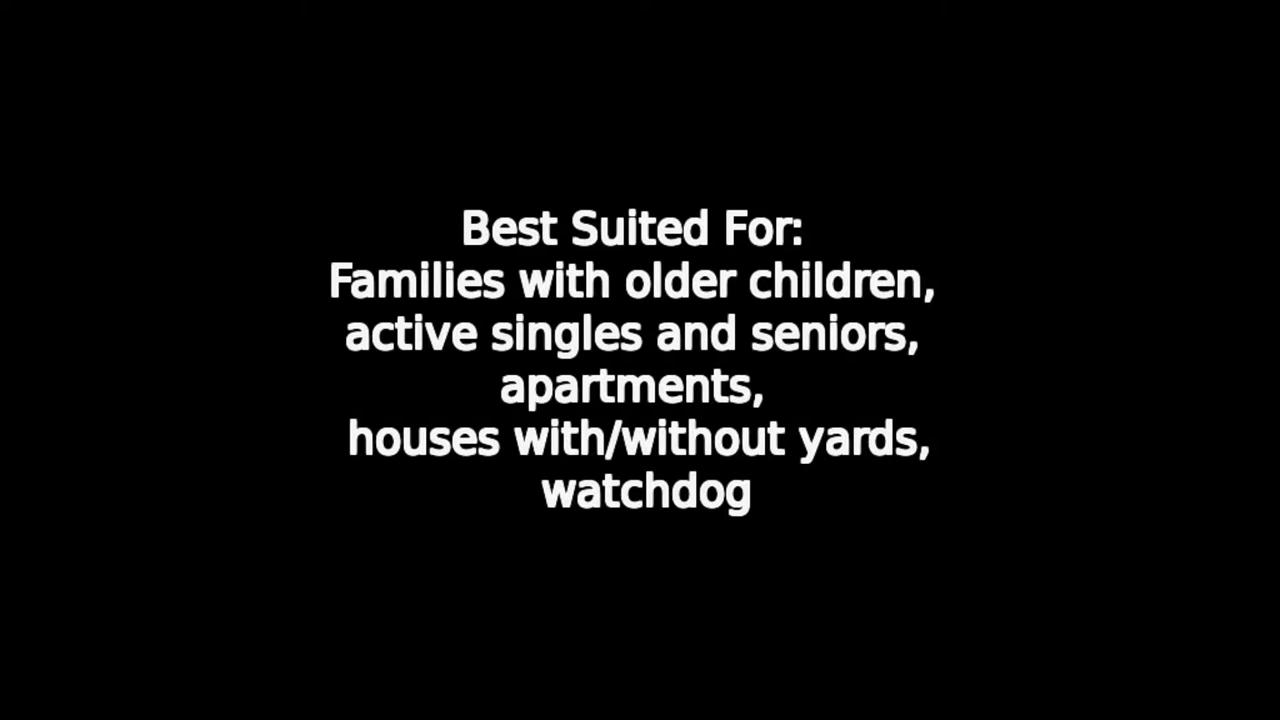 Best Suited For:
Families with older children,
active singles and seniors,
apartments,
houses with/without yards,
watchdog